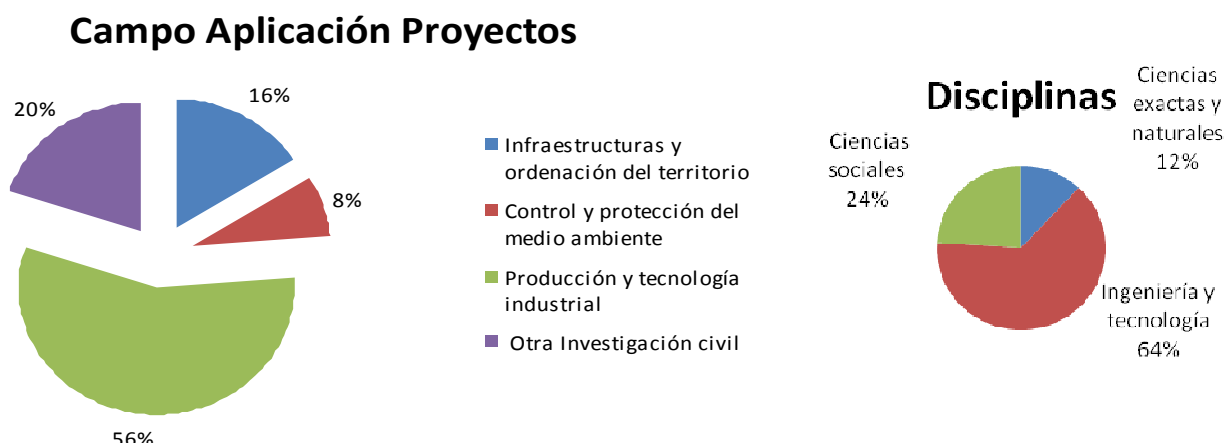 Campo Aplicación Proyectos
16%
20%
8%
56%
Infraestructuras y
ordenación del territorio
Control y protección del
medio ambiente
Producción y tecnología
industrial
Otra Investigación civil
Disciplinas
Ciencias
exactas y
naturales
12%
Ciencias
sociales
24%
Ingeniería y
tecnología
64%